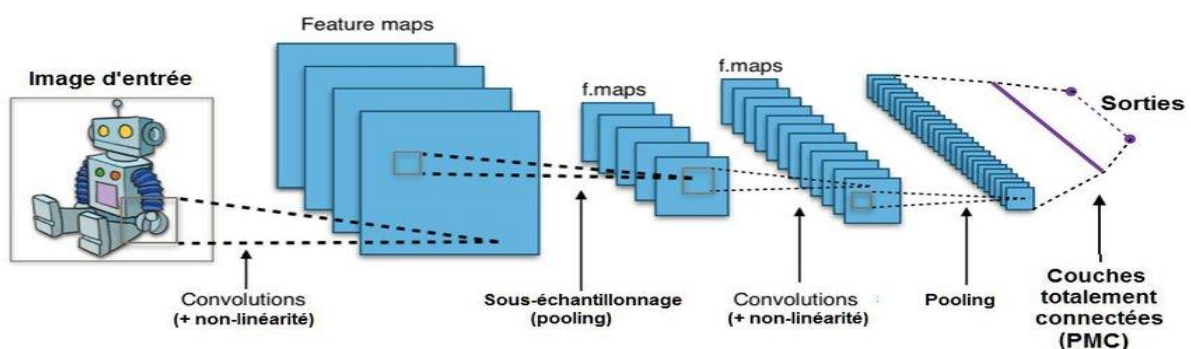 Feature maps
Image d'entrée
f.maps
f.maps
Sorties
Convolutions
(+ non-linéarité)
Sous-échantillonnage
(pooling)
Convolutions
(+ non-linéarité)
Pooling
Couches
totalement
connectées
(PMC)